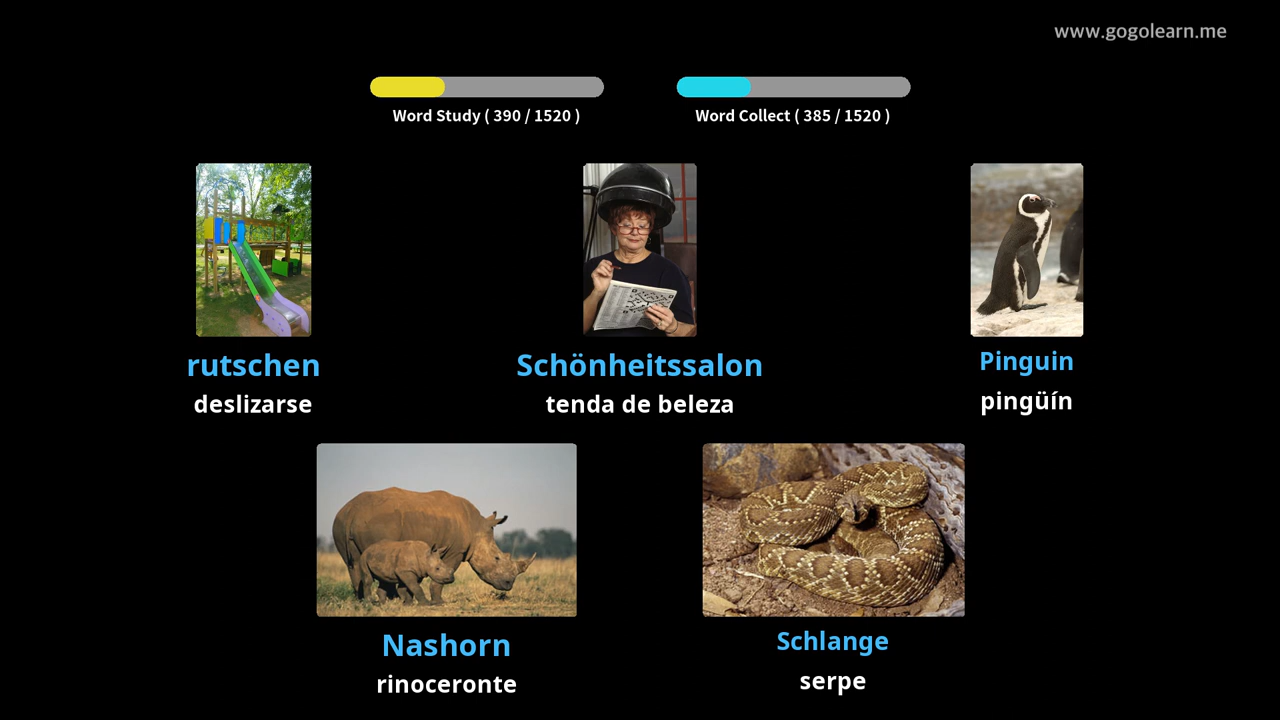 www.gogolearn.me
Word Study ( 390 / 1520 )
Word Collect ( 385 / 1520 )
rutschen
deslizarse
Schönheitssalon
tenda de beleza
Pinguin
pingüín
Nashorn
rinoceronte
Schlange
serpe